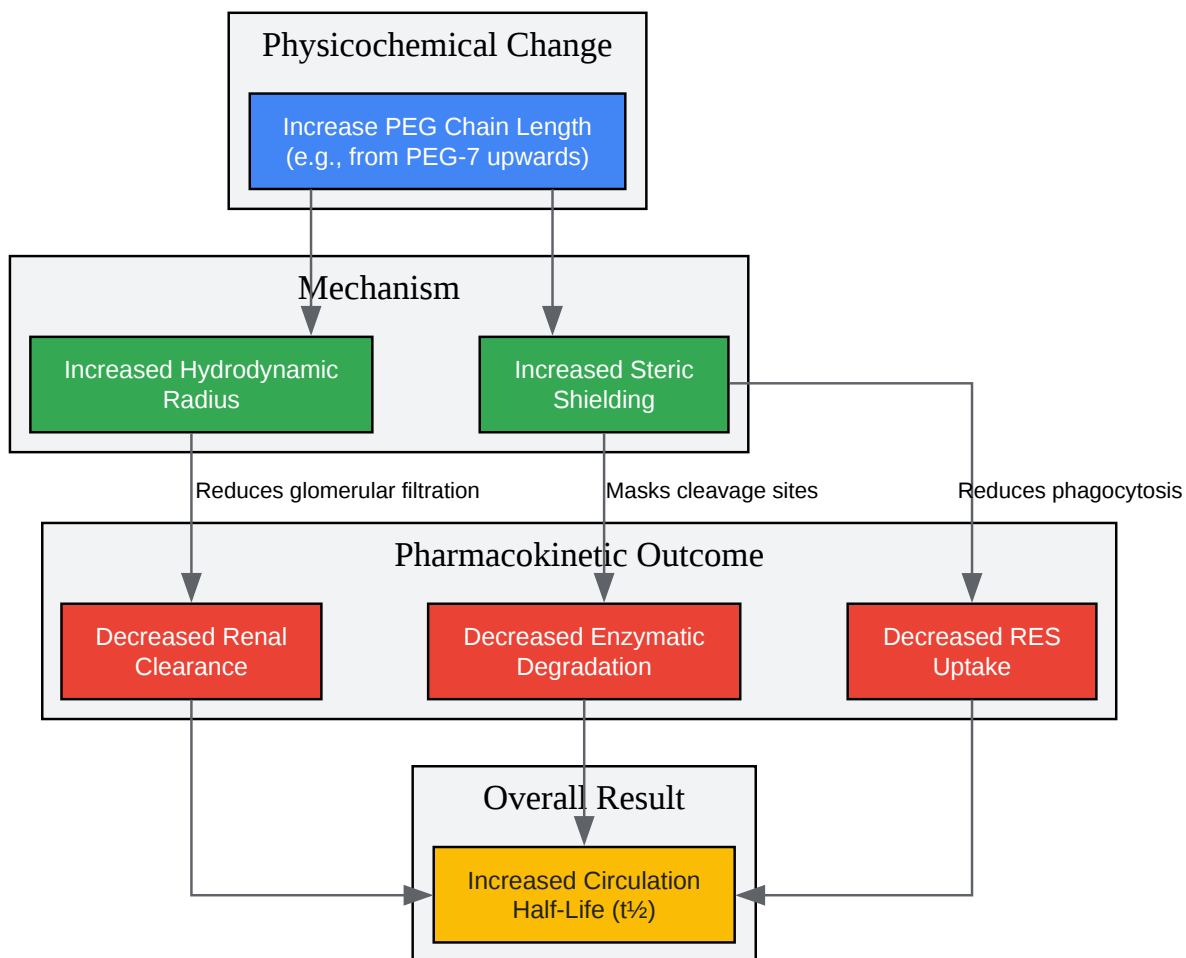 Physicochemical Change
Increase PEG Chain Length
(e.g., from PEG-7 upwards)
Mechanism
Increased Hydrodynamic
Radius
Increased Steric
Shielding
Reduces glomerular filtration
Masks cleavage sites
Reduces phagocytosis
Pharmacokinetic Outcome
Decreased Renal
Clearance
Decreased Enzymatic
Degradation
Decreased RES
Uptake
Overall Result
Increased Circulation
Half-Life (t½)